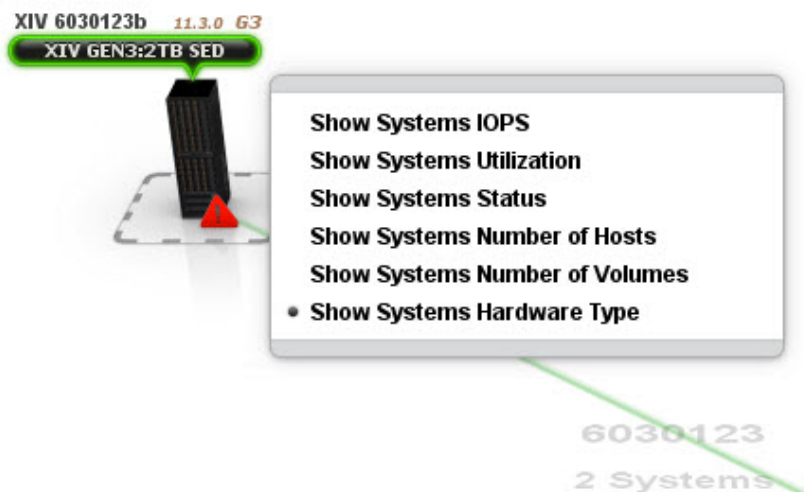 XIV 6030123b 11.3.0 G3
XIV GEN3:2TB SED
Show Systems IOPS
Show Systems Utilization
Show Systems Status
Show Systems Number of Hosts
Show Systems Number of Volumes
Show Systems Hardware Type
6030123
2 Systems